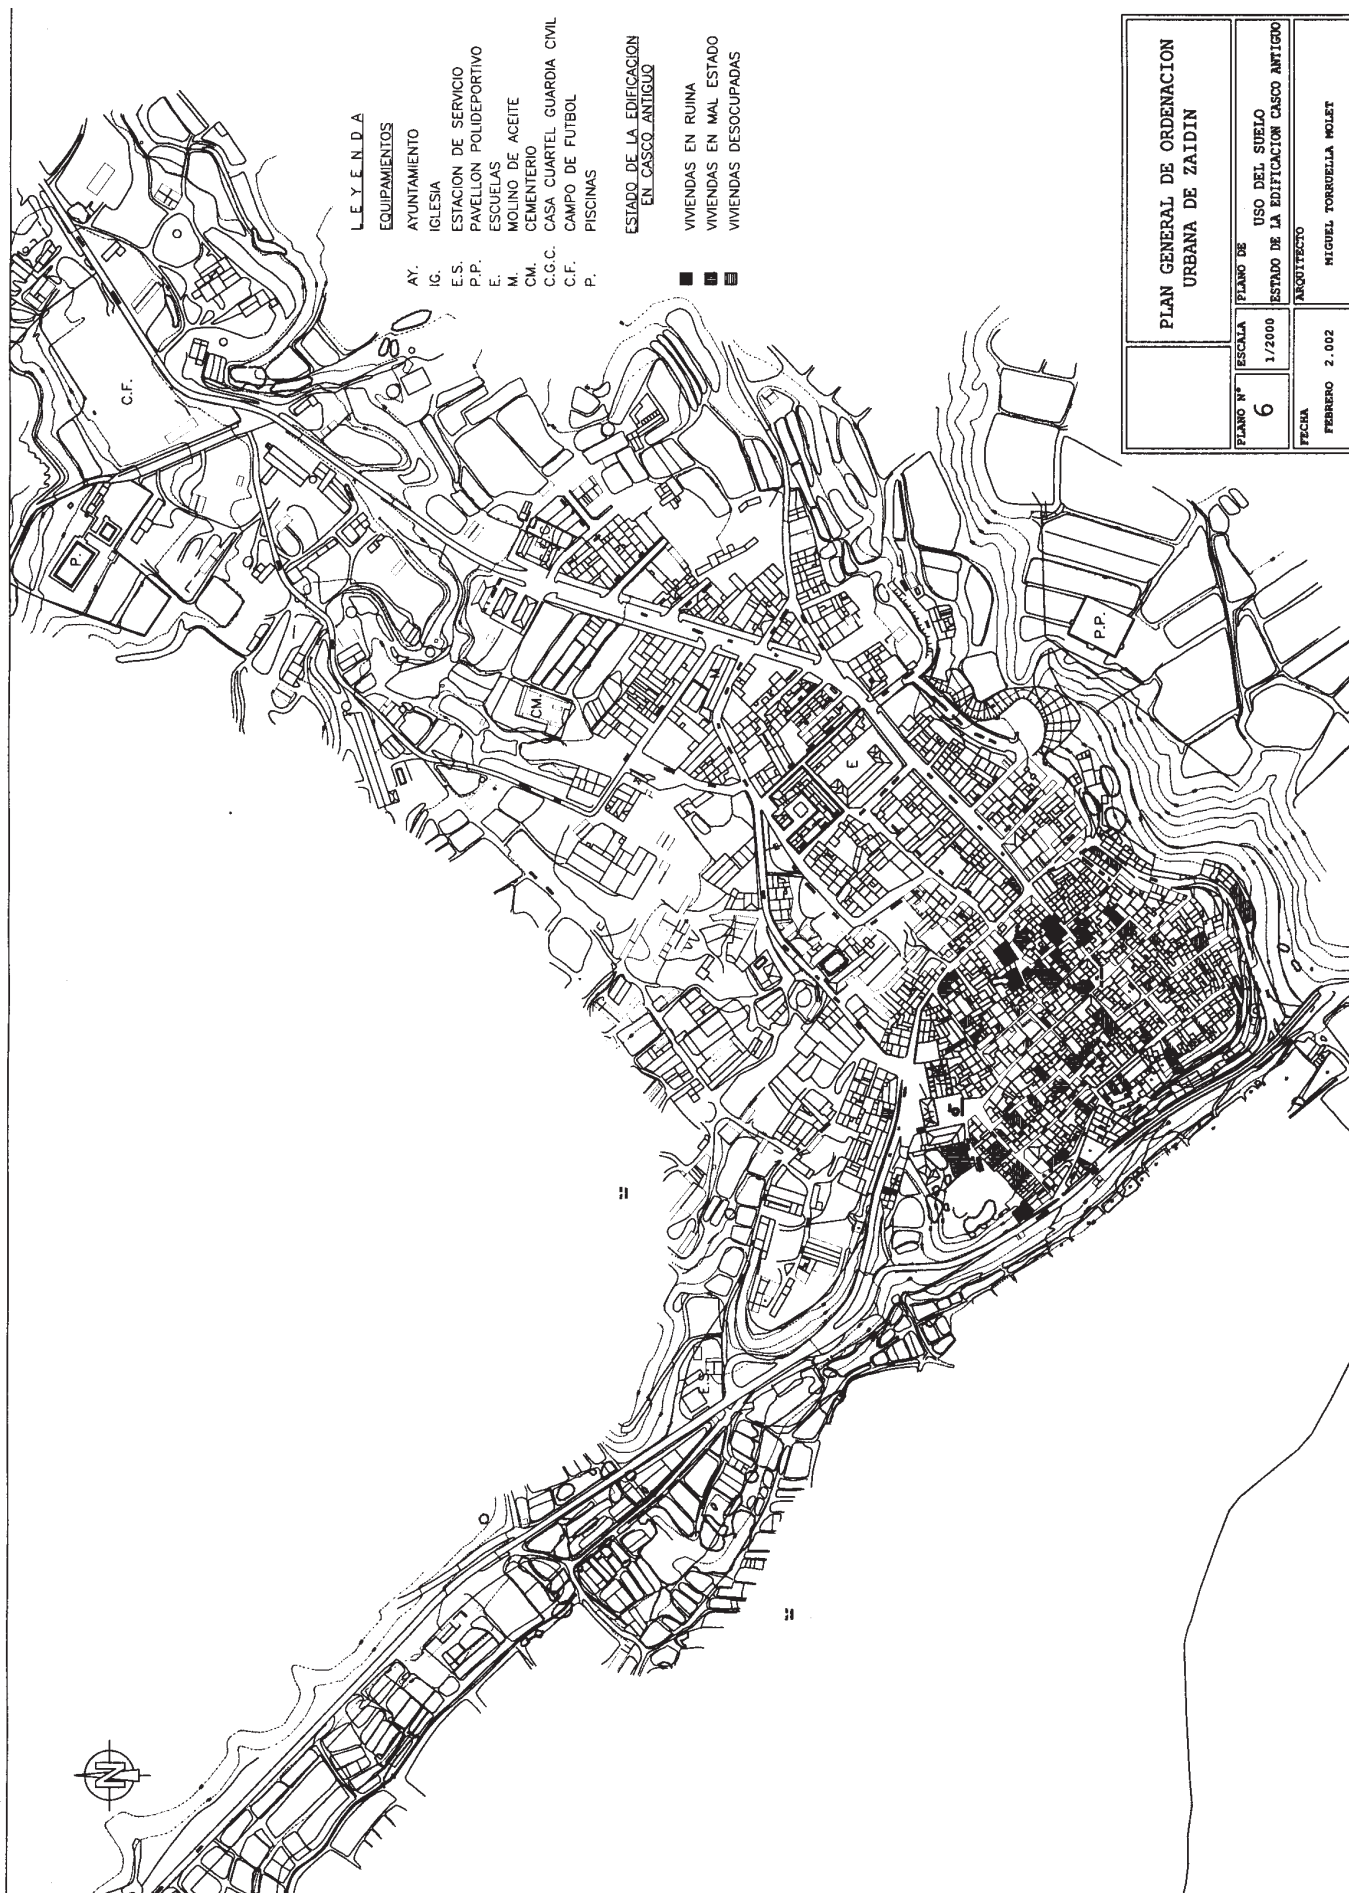 L E Y E N D A
EQUIPAMIENTOS
AY. AYUNTAMIENTO
IG. IGLESIA
E.S. ESTACION DE SERVICIO
P.P. PAVELLON POLIDEPORTIVO
E. ESCUELAS
M. MOLINO DE ACEITE
CM. CEMENTERIO
C.G.C. CASA CUARTEL GUARDIA CIVIL
C.F. CAMPO DE FUTBOL
P. PISCINAS
ESTADO DE LA EDIFICACION
EN CASCO ANTIGUO
VIVIENDAS EN RUINA
VIVIENDAS EN MAL ESTADO
VIVIENDAS DESOCUPADAS
C.F.
P.
CM.
M.
E.
P.P.
AY.
E.S.
N
PLAN GENERAL DE ORDENACION
URBANA DE ZAIDIN
PLANO Nº
6
ESCALA
1/2000
PLANO DE
USO DEL SUELO
ESTADO DE LA EDIFICACION CASCO ANTIGUO
FECHA
FEBRERO 2.002
ARQUITECTO
MIGUEL TORRUELLA MOLET